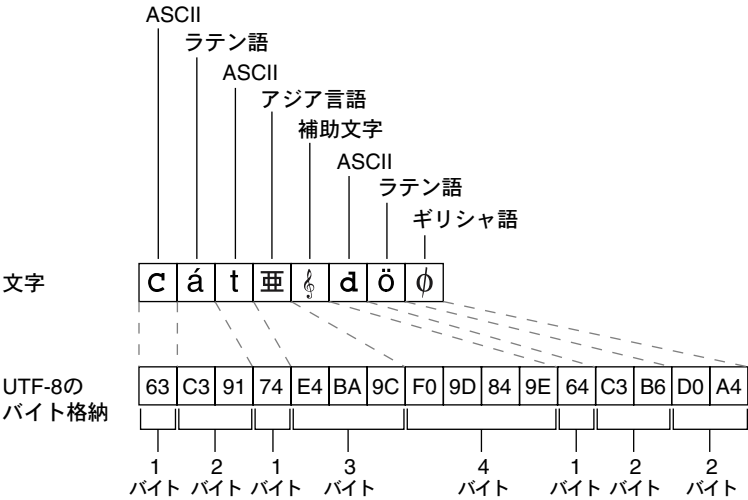 ASCII
ラテン語
ASCII
アジア言語
補助文字
ASCII
ラテン語
ギリシャ語
文字
c á t 亜 𝄞 d ö ϕ
UTF-8の
バイト格納
63 C3 91 74 E4 BA 9C F0 9D 84 9E 64 C3 B6 D0 A4
1 2 1 3 4 1 2 2
バイト バイト バイト バイト バイト バイト バイト バイト